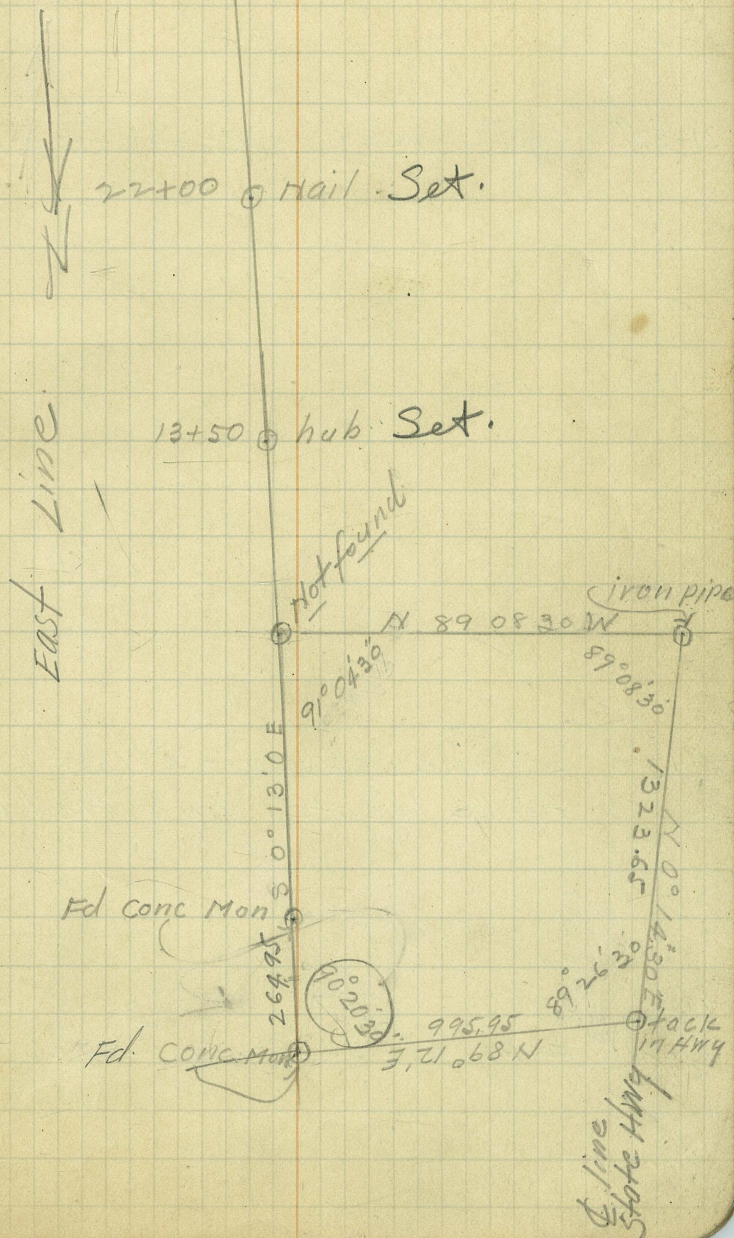 22+00
Nail
Set.
13+50
hub
Set.
East Line.
Not found
iron pipe
N 89 08 30 W
91° 04' 30"
89° 08' 30"
S 0° 13' 0 E
1323.65
N 0° 14' 30 E
Fd Conc Mon
264.95
90° 20' 30"
89° 26' 30
995.95
N 89° 12' E
Fd. Conc Mon
tack
in Hwy
℄ line
State Hwy